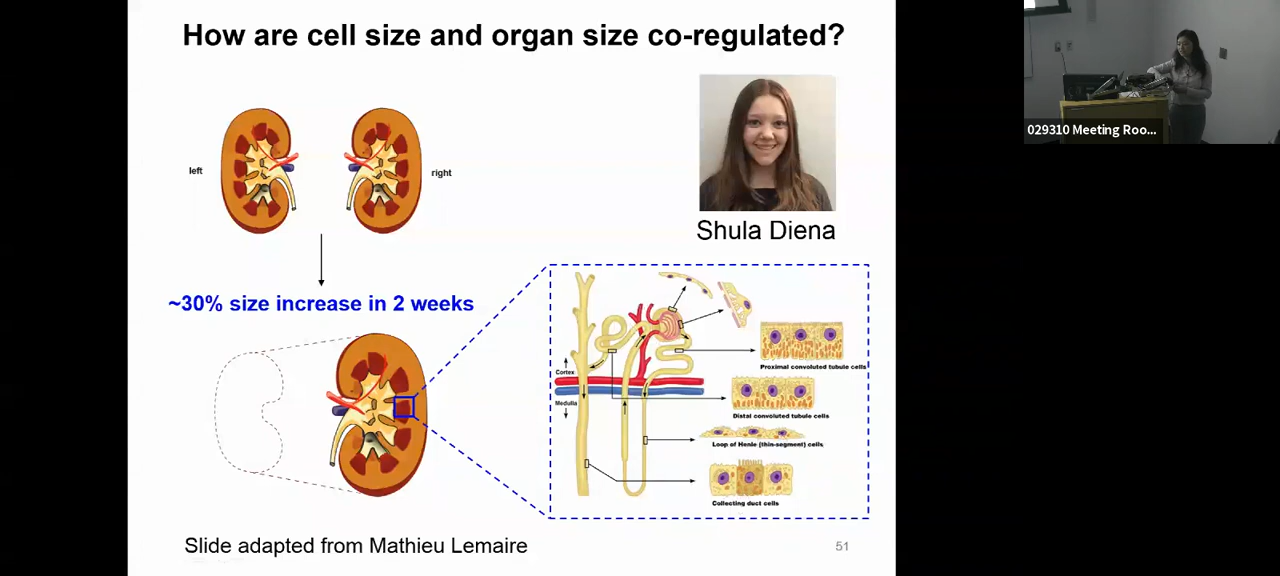 How are cell size and organ size co-regulated?
029310 Meeting Roo...
left
right
Shula Diena
~30% size increase in 2 weeks
Proximal convoluted tubule cells
Cortex
Medulla
Distal convoluted tubule cells
Loop of Henle (thin-segment) cells
Collecting duct cells
Slide adapted from Mathieu Lemaire
51